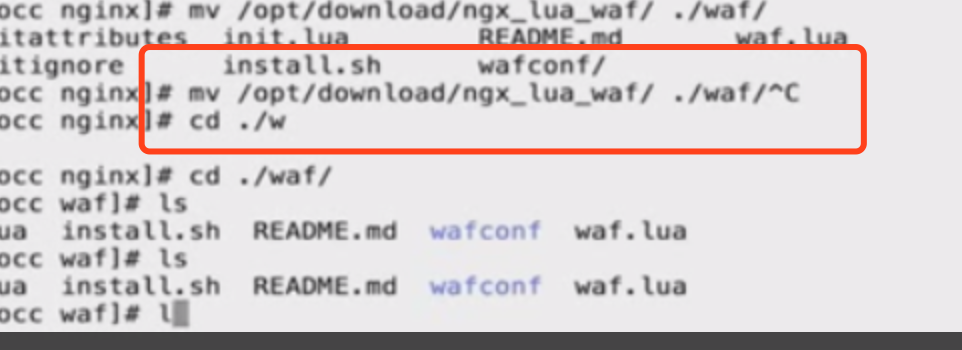 occ nginx]# mv /opt/download/ngx_lua_waf/ ./waf/
itattributes init.lua README.md waf.lua
itignore install.sh wafconf/
occ nginx]# mv /opt/download/ngx_lua_waf/ ./waf/^C
occ nginx]# cd ./w
occ nginx]# cd ./waf/
occ waf]# ls
ua install.sh README.md wafconf waf.lua
occ waf]# ls
ua install.sh README.md wafconf waf.lua
occ waf]# l